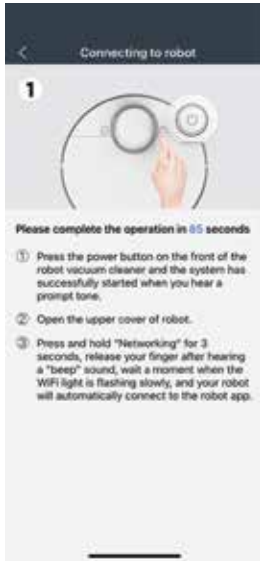 Connecting to robot
1
Please complete the operation in 85 seconds
① Press the power button on the front of the
robot vacuum cleaner and the system has
successfully started when you hear a
prompt tone.
② Open the upper cover of robot.
③ Press and hold "Networking" for 3
seconds, release your finger after hearing
a "beep" sound, wait a moment when the
WiFi light is flashing slowly, and your robot
will automatically connect to the robot app.